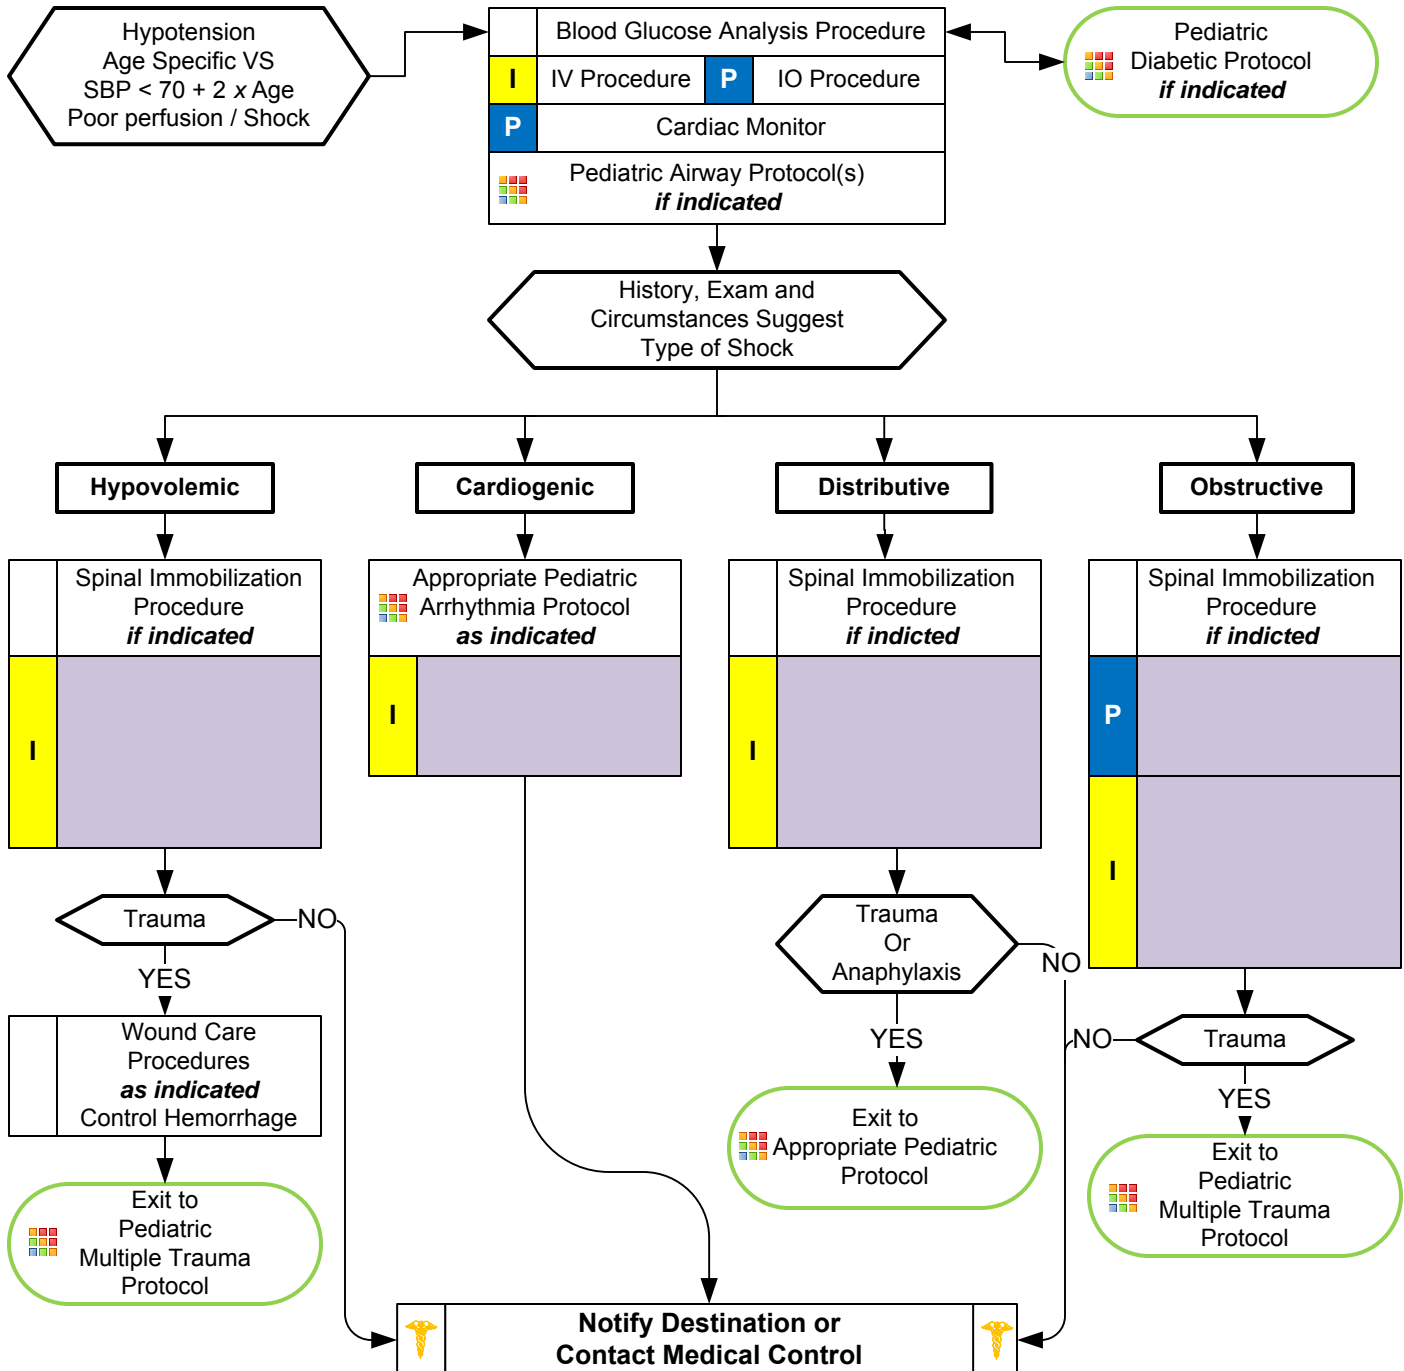 Hypotension
Age Specific VS
SBP < 70 + 2 x Age
Poor perfusion / Shock
Blood Glucose Analysis Procedure
I
IV Procedure
P
IO Procedure
P
Cardiac Monitor
Pediatric Airway Protocol(s)
if indicated
Pediatric
Diabetic Protocol
if indicated
History, Exam and
Circumstances Suggest
Type of Shock
Hypovolemic
Cardiogenic
Distributive
Obstructive
Spinal Immobilization
Procedure
if indicated
I
Appropriate Pediatric
Arrhythmia Protocol
as indicated
I
Spinal Immobilization
Procedure
if indicted
I
Spinal Immobilization
Procedure
if indicted
P
I
Trauma
NO
YES
Wound Care
Procedures
as indicated
Control Hemorrhage
Exit to
Pediatric
Multiple Trauma
Protocol
Trauma
Or
Anaphylaxis
NO
YES
Exit to
Appropriate Pediatric
Protocol
Trauma
NO
YES
Exit to
Pediatric
Multiple Trauma
Protocol
Notify Destination or
Contact Medical Control